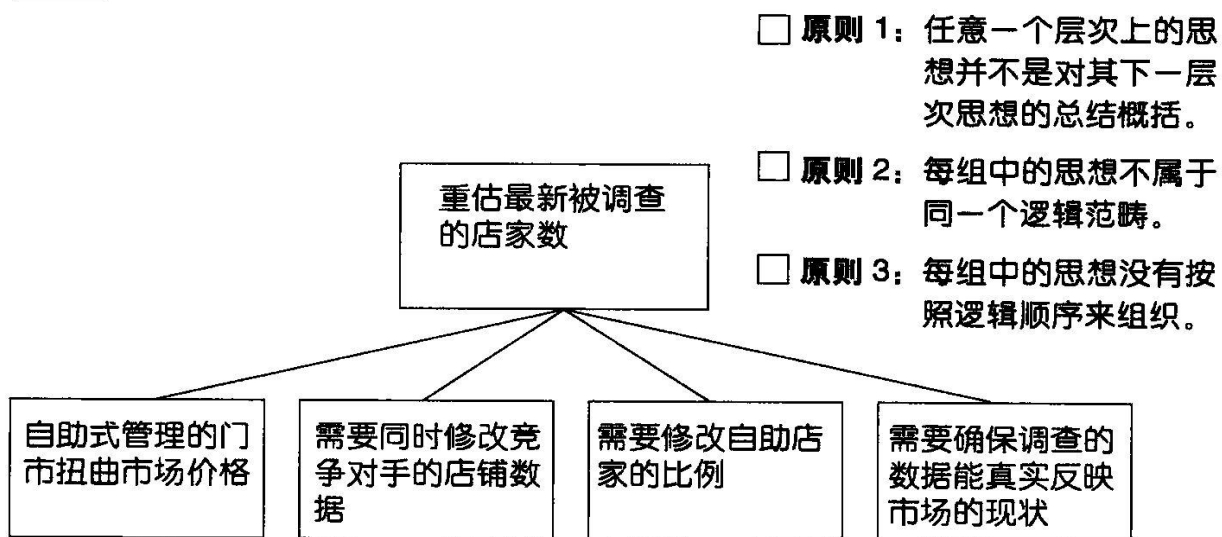 □ 原则 1：任意一个层次上的思
想并不是对其下一层
次思想的总结概括。
□ 原则 2：每组中的思想不属于
同一个逻辑范畴。
□ 原则 3：每组中的思想没有按
照逻辑顺序来组织。
重估最新被调查
的店家数
自助式管理的门
市扭曲市场价格
需要同时修改竞
争对手的店铺数
据
需要修改自助店
家的比例
需要确保调查的
数据能真实反映
市场的现状